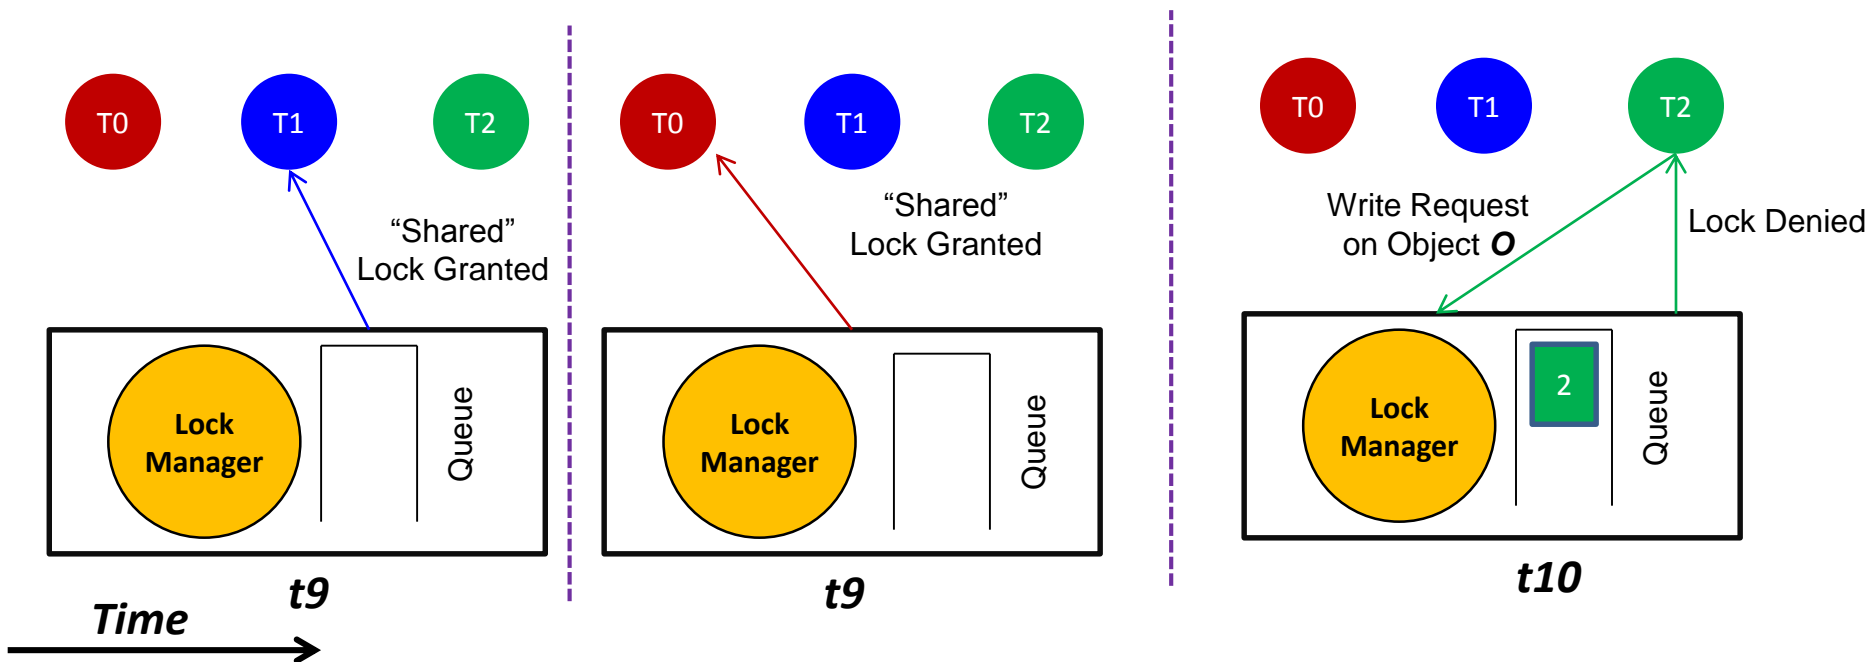 T0
T1
T2
“Shared”
Lock Granted
Lock
Manager
Queue
t9
Time
T0
T1
T2
“Shared”
Lock Granted
Lock
Manager
Queue
t9
T0
T1
T2
Write Request
on Object O
Lock Denied
Lock
Manager
2
Queue
t10